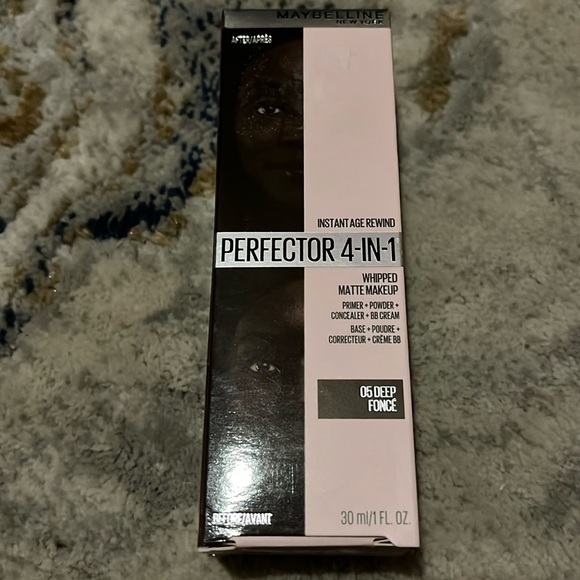 MAYBELLINE
NEW YORK
AFTER/APRÈS
INSTANT AGE REWIND
PERFECTOR 4-IN-1
WHIPPED
MATTE MAKEUP
PRIMER + POWDER +
CONCEALER + BB CREAM
BASE + POUDRE +
CORRECTEUR + CRÈME BB
05 DEEP
FONCÉ
BEFORE/AVANT
30 ml/1 FL. OZ.